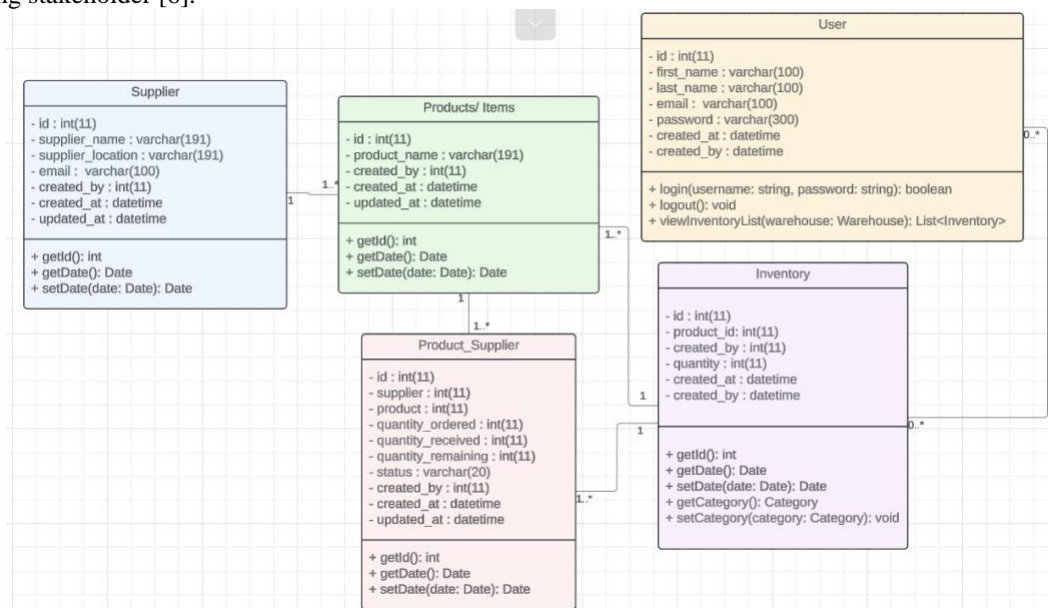 ng stakeholder [6].
Supplier
- id : int(11)
- supplier_name : varchar(191)
- supplier_location : varchar(191)
- email : varchar(100)
- created_by : int(11)
- created_at : datetime
- updated_at : datetime
+ getId(): int
+ getDate(): Date
+ setDate(date: Date): Date
1
1..*
Products/ Items
- id : int(11)
- product_name : varchar(191)
- created_by : int(11)
- created_at : datetime
- updated_at : datetime
+ getId(): int
+ getDate(): Date
+ setDate(date: Date): Date
1..*
1
1..*
User
- id : int(11)
- first_name : varchar(100)
- last_name : varchar(100)
- email : varchar(100)
- password : varchar(300)
- created_at : datetime
- created_by : datetime
+ login(username: string, password: string): boolean
+ logout(): void
+ viewInventoryList(warehouse: Warehouse): List<Inventory>
0..*
Product_Supplier
- id : int(11)
- supplier : int(11)
- product : int(11)
- quantity_ordered : int(11)
- quantity_received : int(11)
- quantity_remaining : int(11)
- status : varchar(20)
- created_by : int(11)
- created_at : datetime
- updated_at : datetime
+ getId(): int
+ getDate(): Date
+ setDate(date: Date): Date
1..*
1
1
Inventory
- id : int(11)
- product_id: int(11)
- created_by : int(11)
- quantity : int(11)
- created_at : datetime
- created_by : datetime
+ getId(): int
+ getDate(): Date
+ setDate(date: Date): Date
+ getCategory(): Category
+ setCategory(category: Category): void
0..*